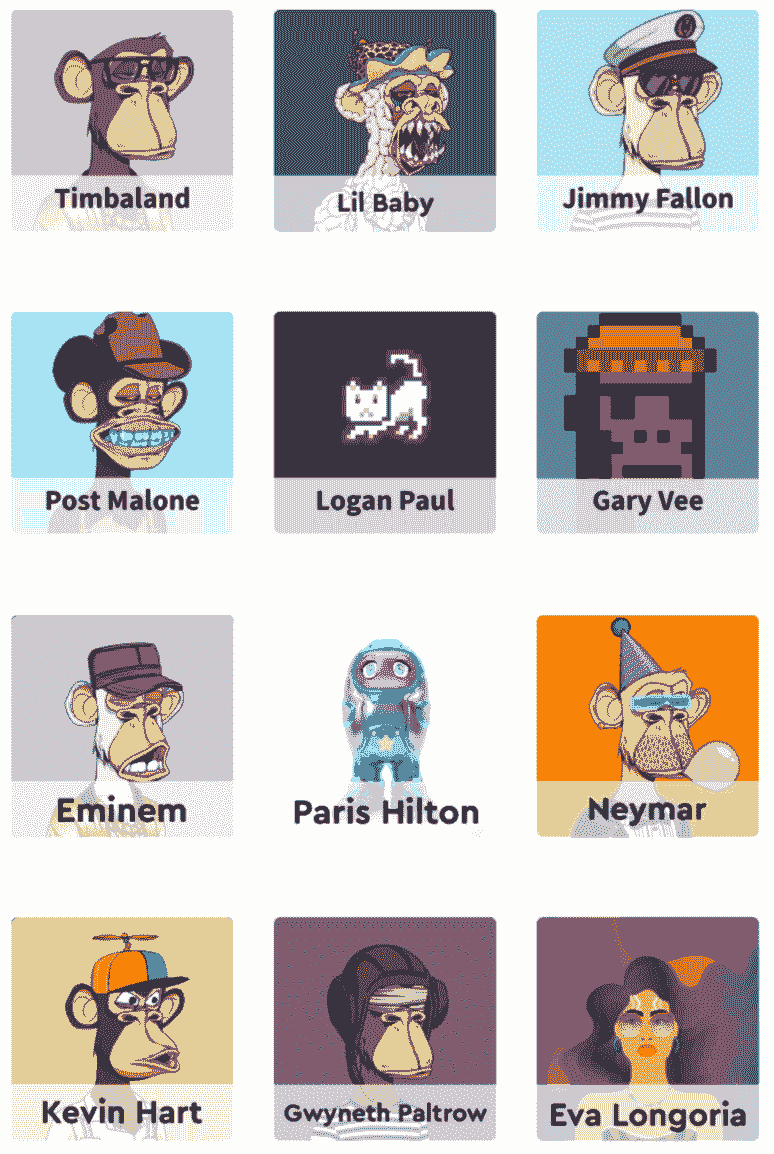 Timbaland
Lil Baby
Jimmy Fallon
Post Malone
Logan Paul
Gary Vee
Eminem
Paris Hilton
Neymar
Kevin Hart
Gwyneth Paltrow
Eva Longoria